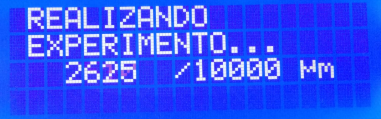 REALIZANDO
EXPERIMENTO...
2625 /10000 µm